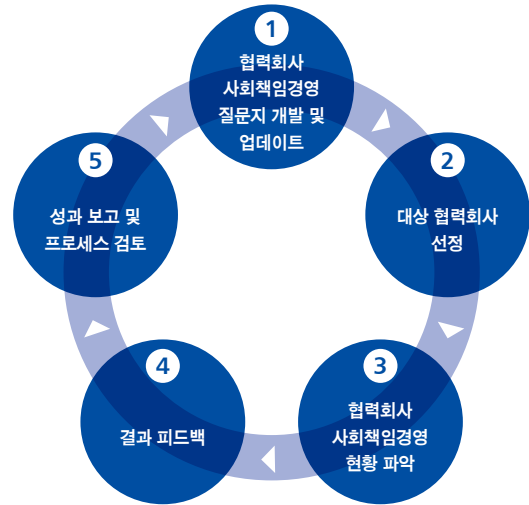 1
협력회사
사회책임경영
질문지 개발 및
업데이트
2
대상 협력회사
선정
3
협력회사
사회책임경영
현황 파악
4
결과 피드백
5
성과 보고 및
프로세스 검토